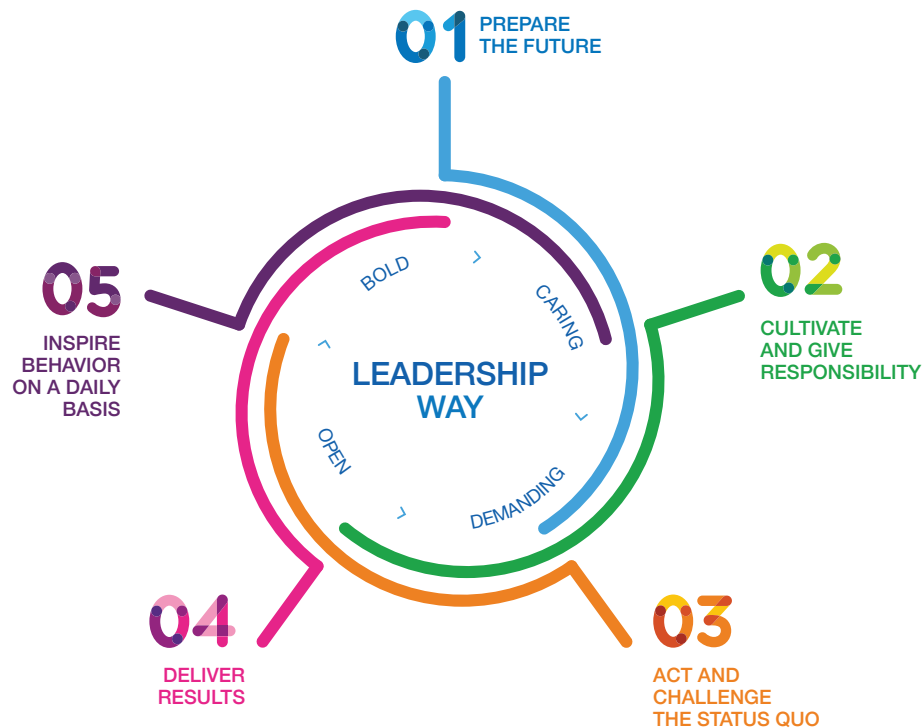 01 PREPARE
THE FUTURE
02
CULTIVATE
AND GIVE
RESPONSIBILITY
03
ACT AND
CHALLENGE
THE STATUS QUO
04
DELIVER
RESULTS
05
INSPIRE
BEHAVIOR
ON A DAILY
BASIS
LEADERSHIP
WAY
BOLD
CARING
DEMANDING
OPEN